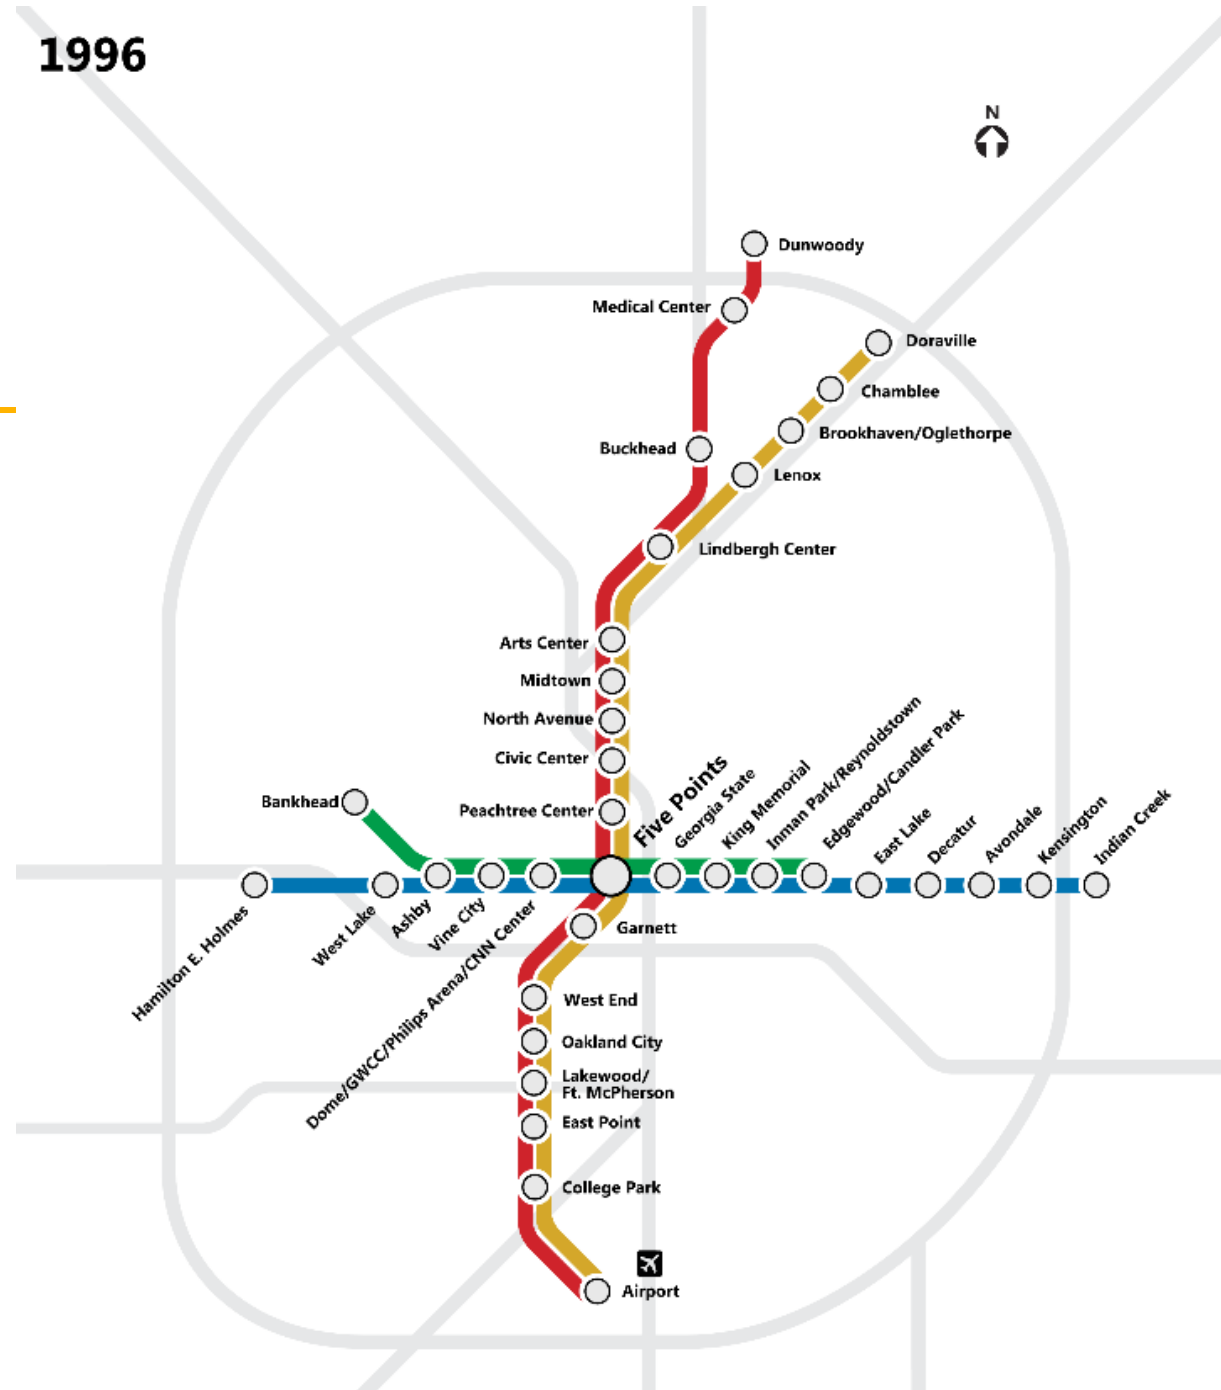 1996
N
Dunwoody
Medical Center
Doraville
Chamblee
Brookhaven/Oglethorpe
Buckhead
Lenox
Lindbergh Center
Arts Center
Midtown
North Avenue
Civic Center
Peachtree Center
Bankhead
Five Points
Georgia State
King Memorial
Inman Park/Reynoldstown
Edgewood/Candler Park
East Lake
Decatur
Avondale
Kensington
Indian Creek
Hamilton E. Holmes
West Lake
Ashby
Vine City
Dome/GWCC/Philips Arena/CNN Center
Garnett
West End
Oakland City
Lakewood/
Ft. McPherson
East Point
College Park
Airport